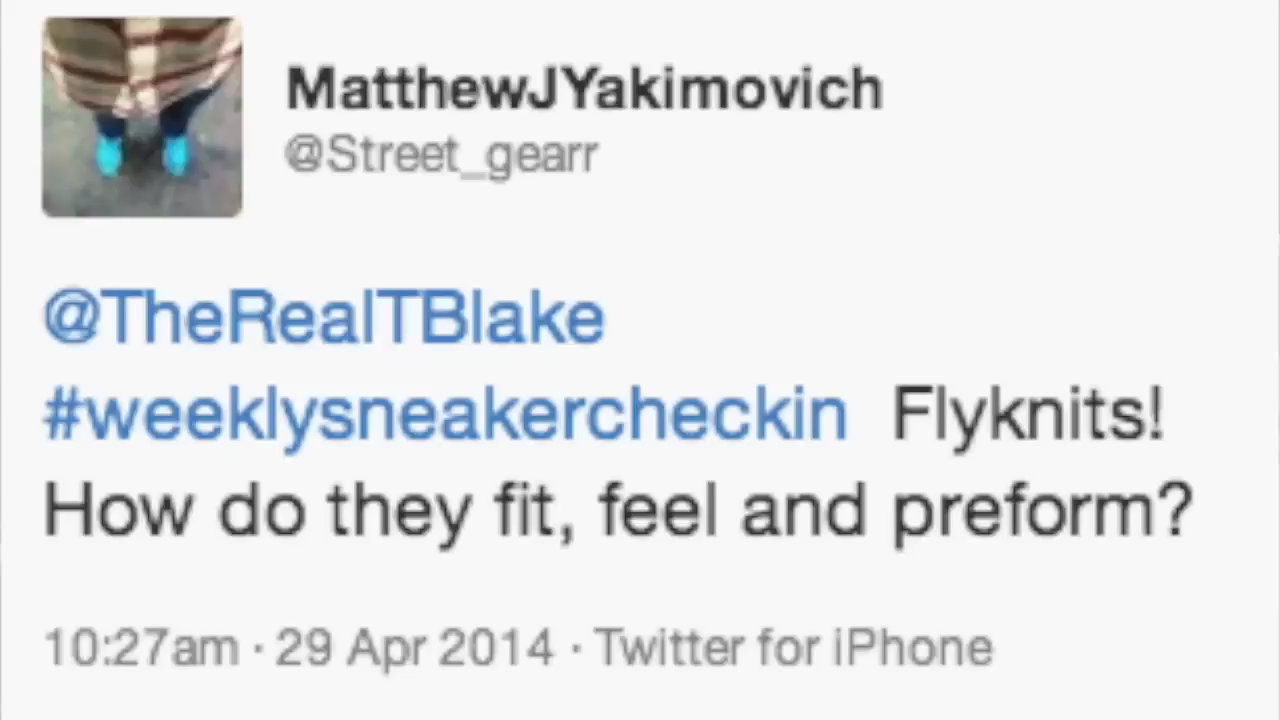 MatthewJYakimovich
@Street_gearr
@TheRealTBlake
#weeklysneakercheckin Flyknits!
How do they fit, feel and preform?
10:27am · 29 Apr 2014 · Twitter for iPhone